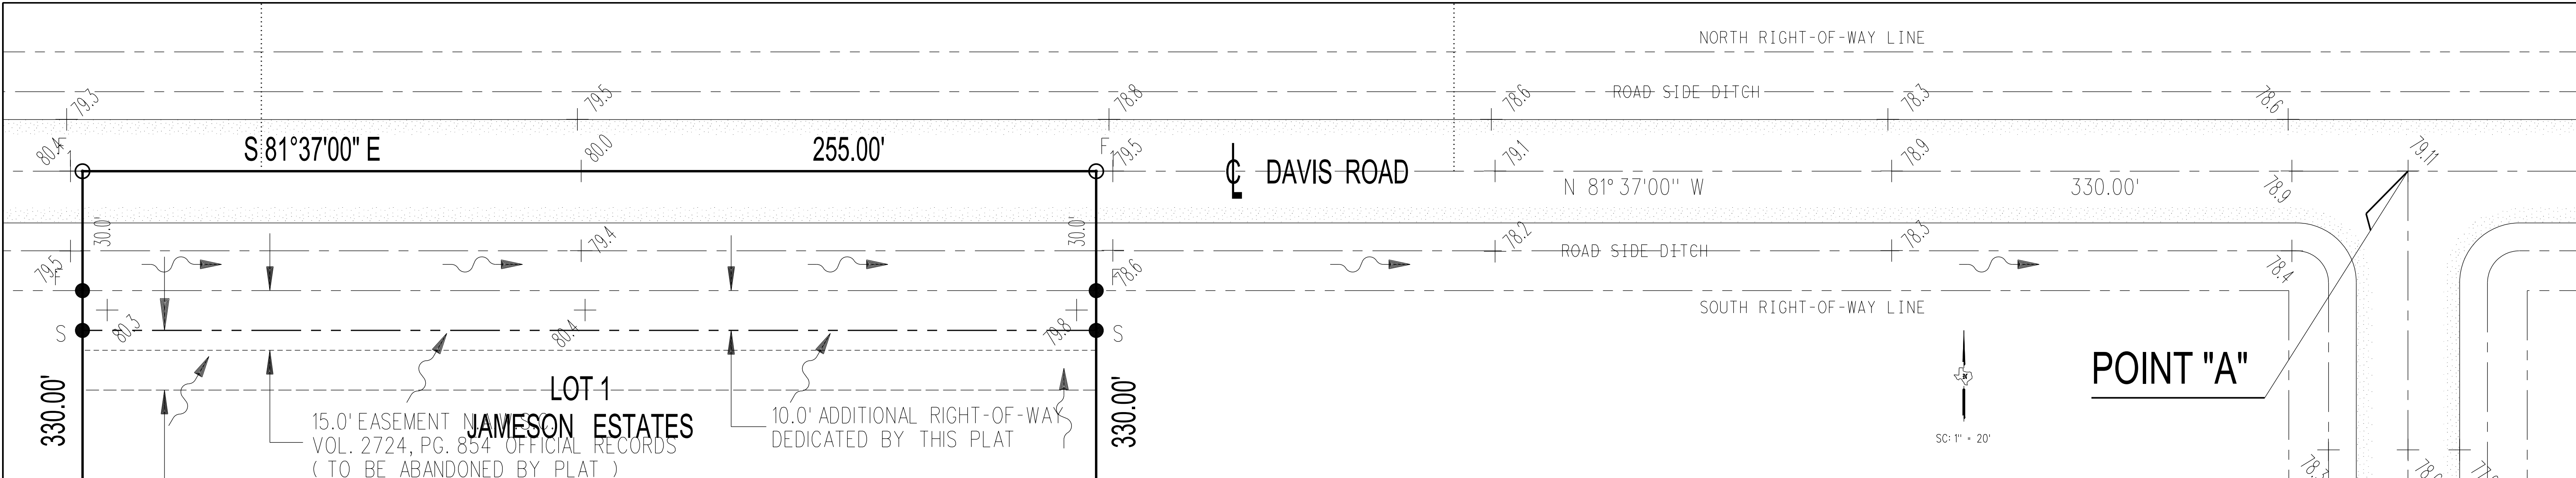 NORTH RIGHT-OF-WAY LINE
ROAD SIDE DITCH
79.3
79.5
78.8
78.6
78.3
78.6
80.4
F
S 81°37'00" E
80.0
255.00'
F
79.5
℄ DAVIS ROAD
79.1
N 81°37'00" W
78.9
330.00'
78.9
79.11
30.0'
30.0'
79.5
F
79.4
78.6
F
78.2
ROAD SIDE DITCH
78.3
78.4
SOUTH RIGHT-OF-WAY LINE
S
80.3
80.4
79.8
S
POINT "A"
330.00'
LOT 1
JAMESON ESTATES
15.0' EASEMENT N.A.W.S.C.
VOL. 2724, PG. 854 OFFICIAL RECORDS
( TO BE ABANDONED BY PLAT )
10.0' ADDITIONAL RIGHT-OF-WAY
DEDICATED BY THIS PLAT
330.00'
SC: 1" = 20'